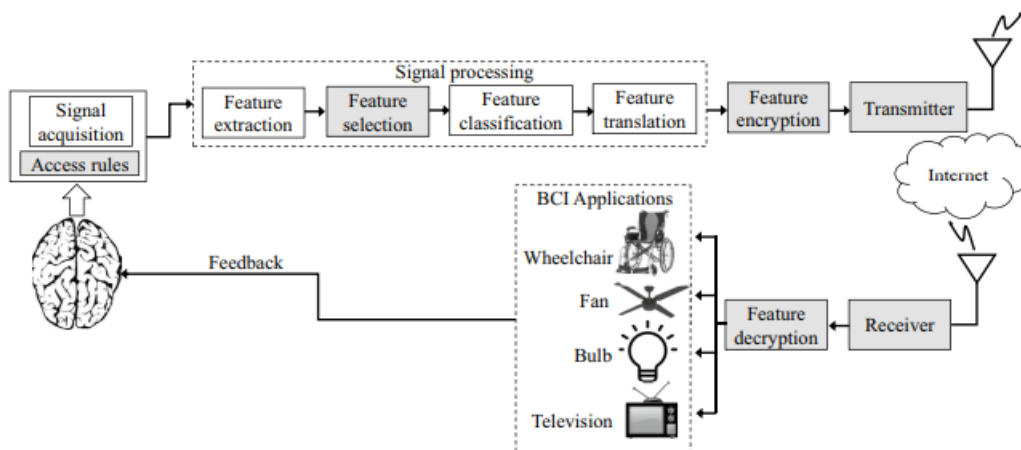 Signal processing
Signal
acquisition
Access rules
Feature
extraction
Feature
selection
Feature
classification
Feature
translation
Feature
encryption
Transmitter
Internet
BCI Applications
Wheelchair
Fan
Bulb
Television
Feature
decryption
Receiver
Feedback